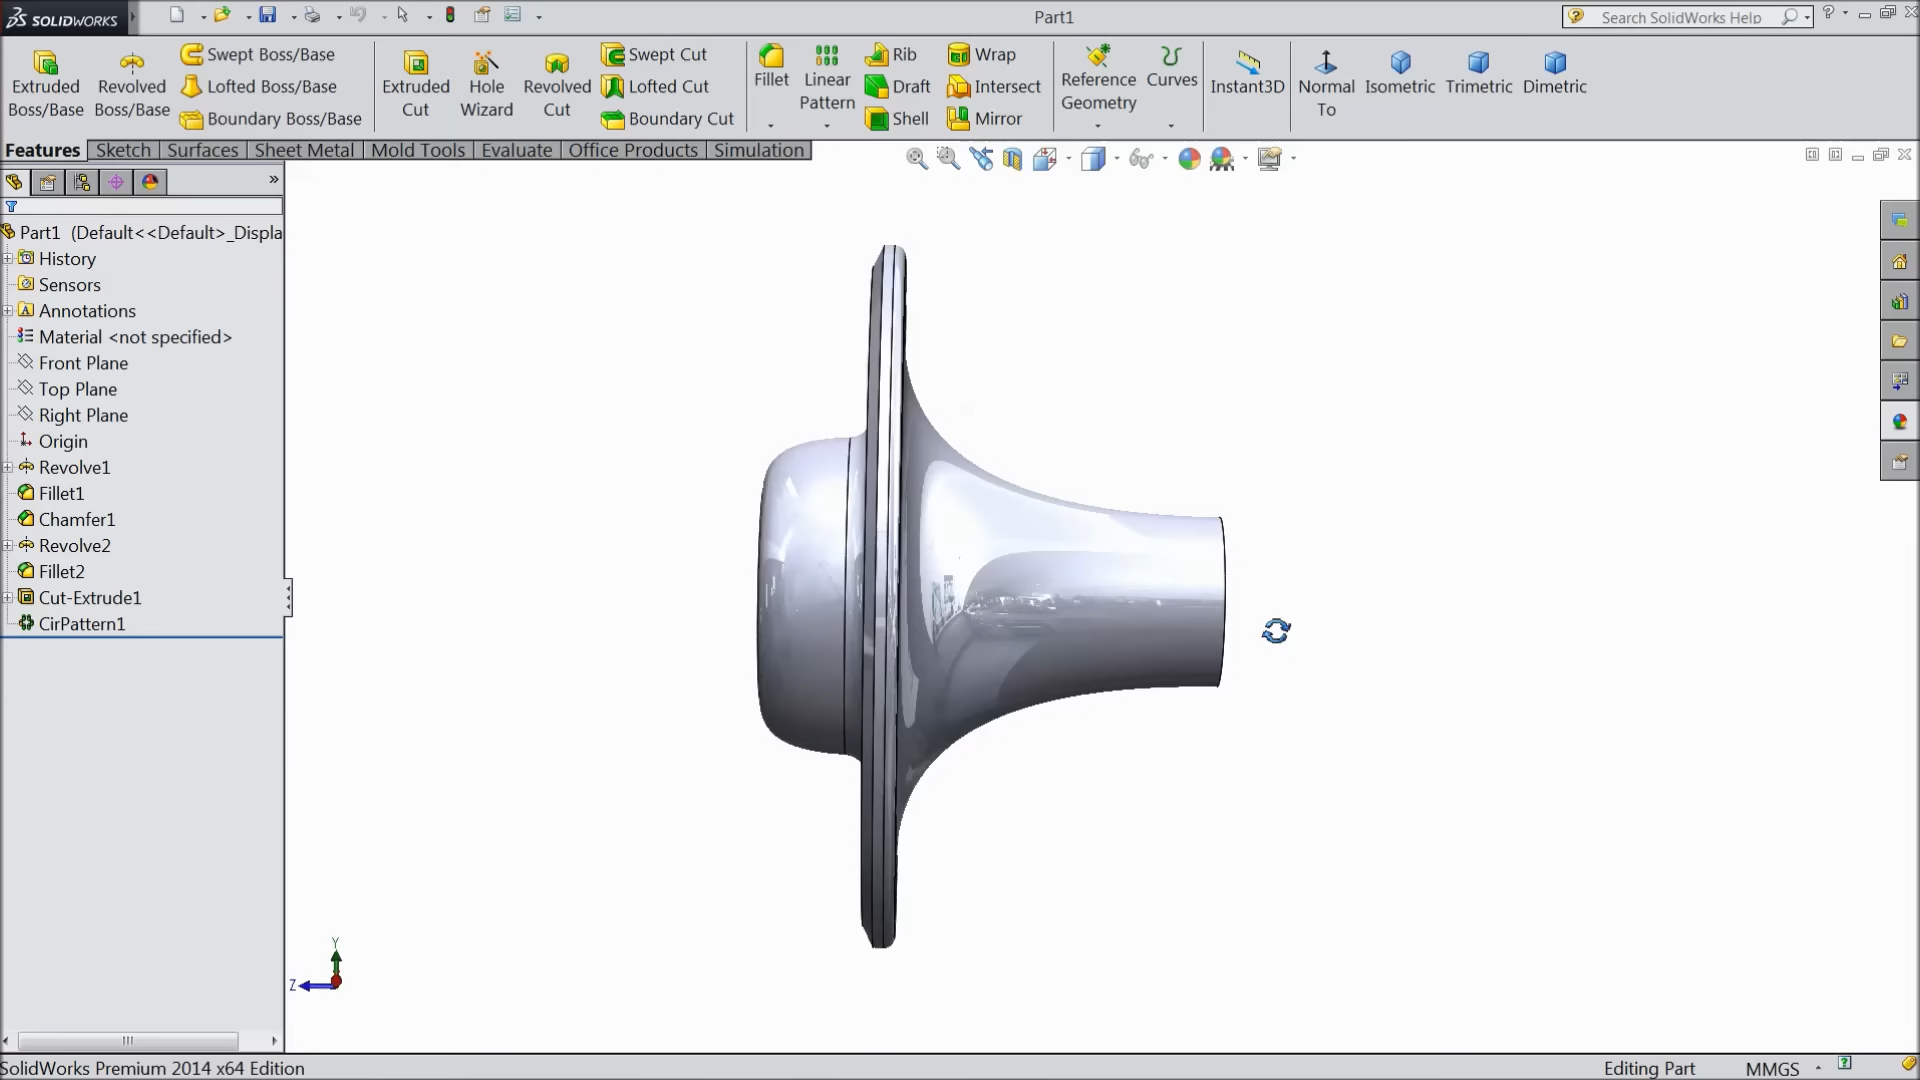 SOLIDWORKS
Part1
Search SolidWorks Help
Extruded Boss/Base
Revolved Boss/Base
Swept Boss/Base
Lofted Boss/Base
Boundary Boss/Base
Extruded Cut
Hole Wizard
Revolved Cut
Swept Cut
Lofted Cut
Boundary Cut
Fillet
Linear Pattern
Rib
Draft
Shell
Wrap
Intersect
Mirror
Reference Geometry
Curves
Instant3D
Normal To
Isometric
Trimetric
Dimetric
Features
Sketch
Surfaces
Sheet Metal
Mold Tools
Evaluate
Office Products
Simulation
Part1 (Default<<Default>_Displa
History
Sensors
Annotations
Material <not specified>
Front Plane
Top Plane
Right Plane
Origin
Revolve1
Fillet1
Chamfer1
Revolve2
Fillet2
Cut-Extrude1
CirPattern1
Y
Z
SolidWorks Premium 2014 x64 Edition
Editing Part
MMGS